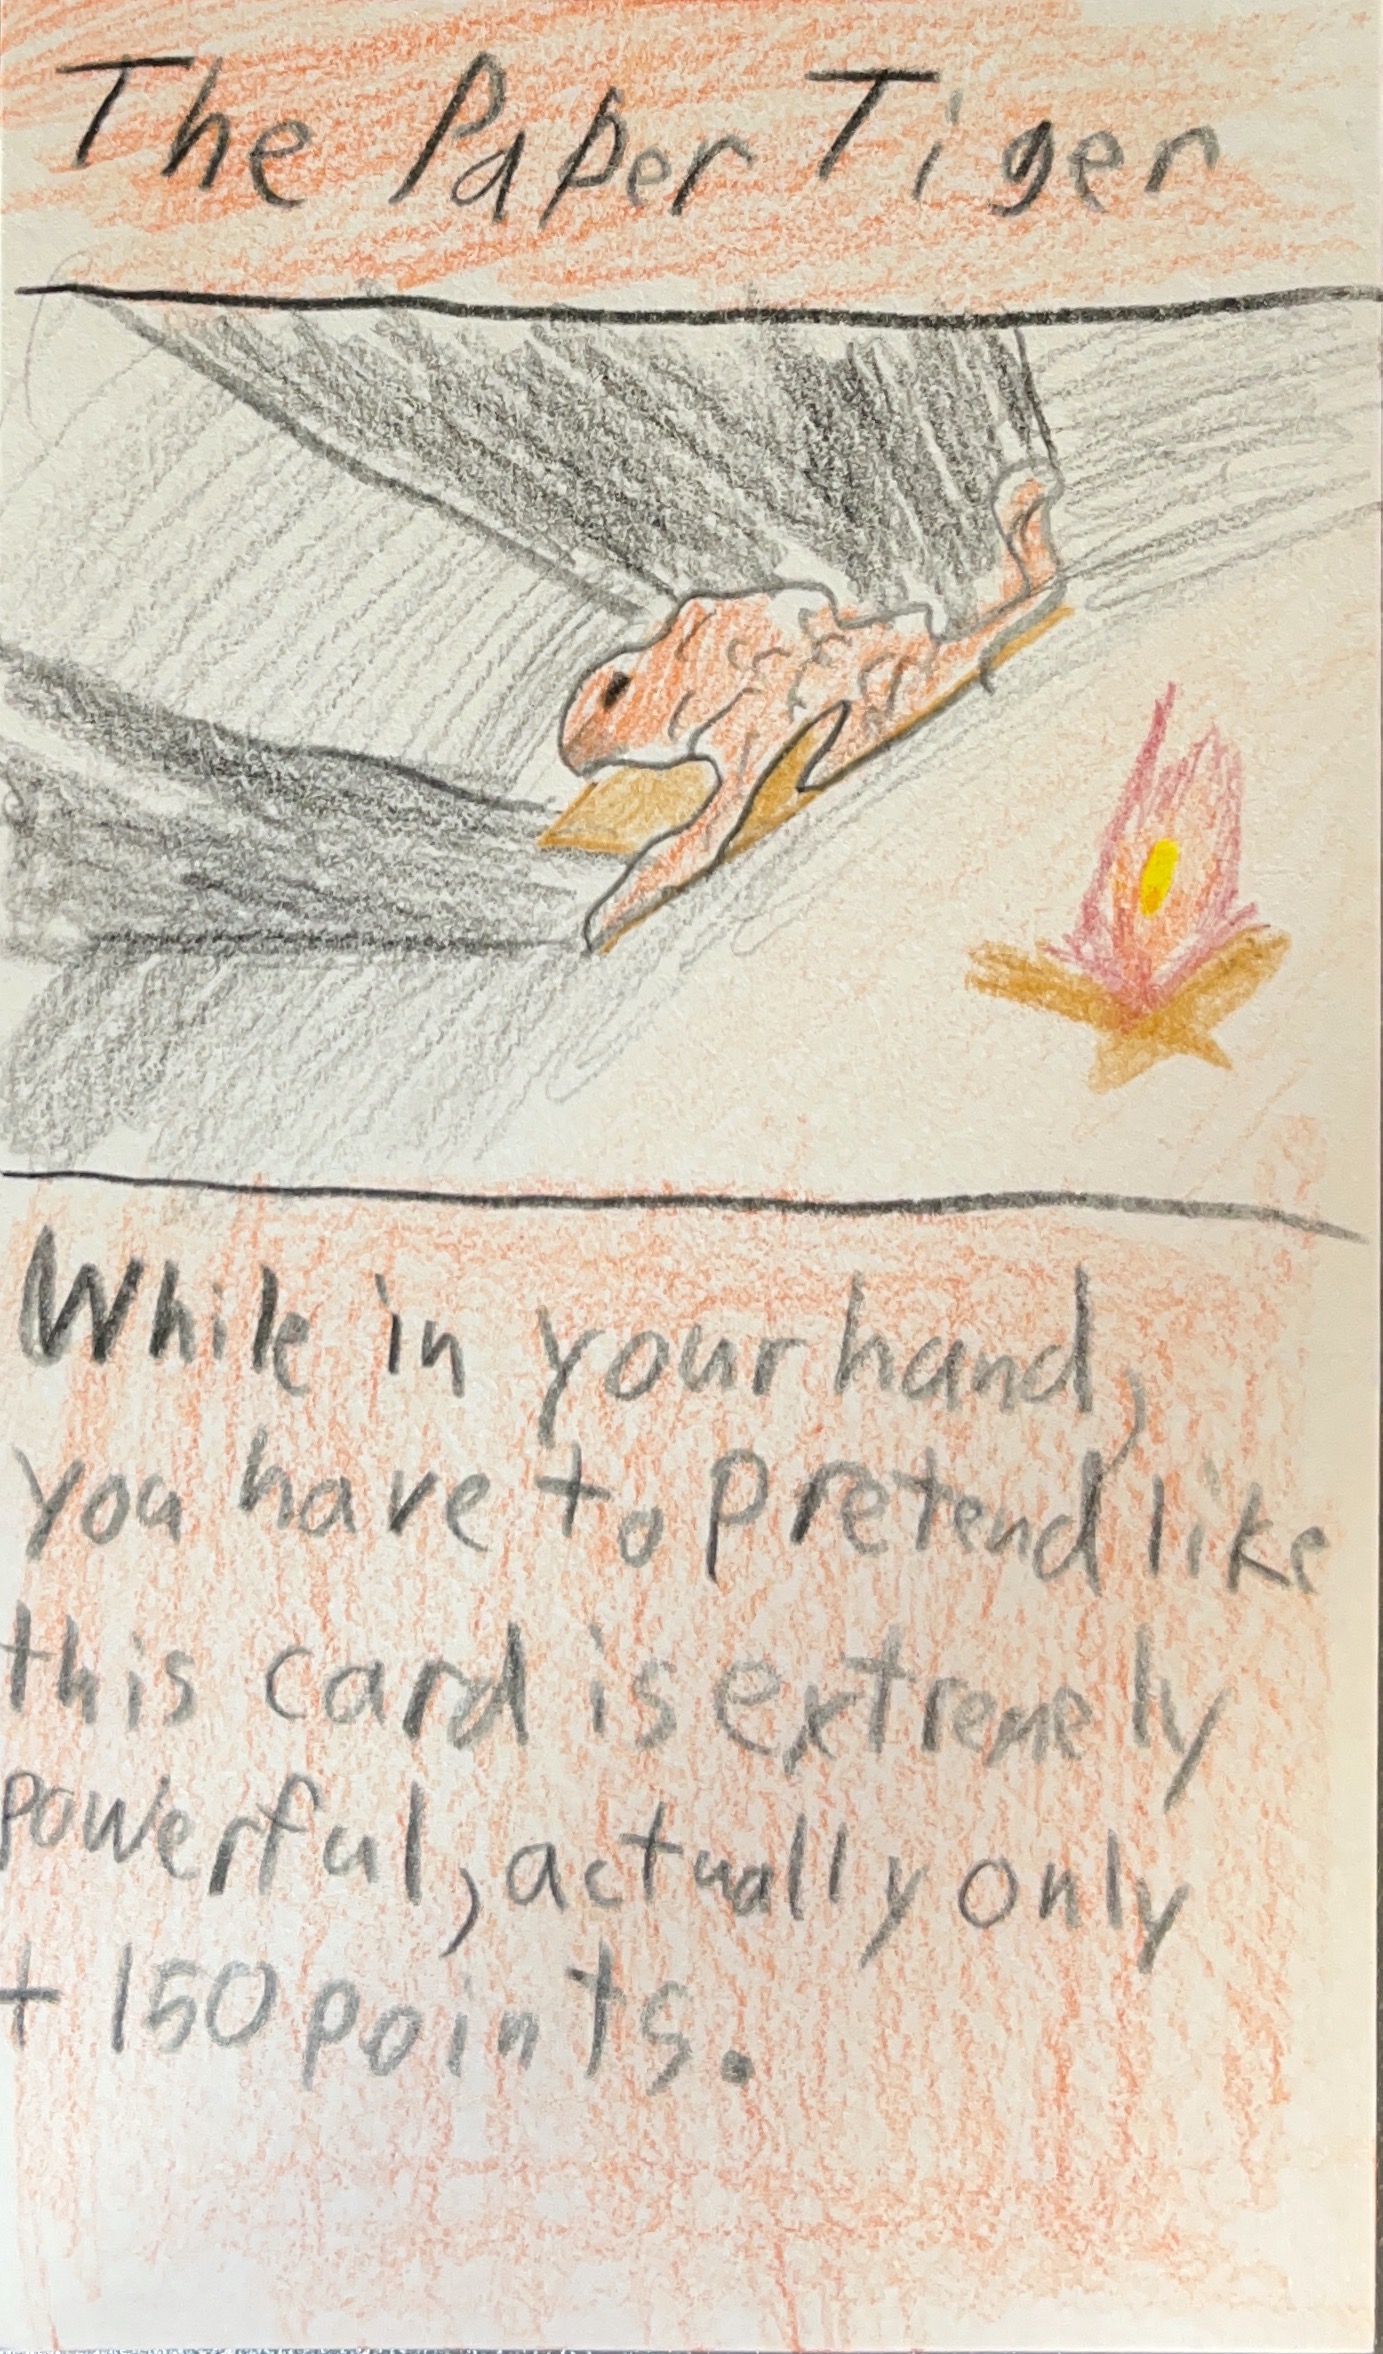 The Paper Tiger
While in your hand,
you have to pretend like
this card is extremely
powerful, actually only
+150 points.